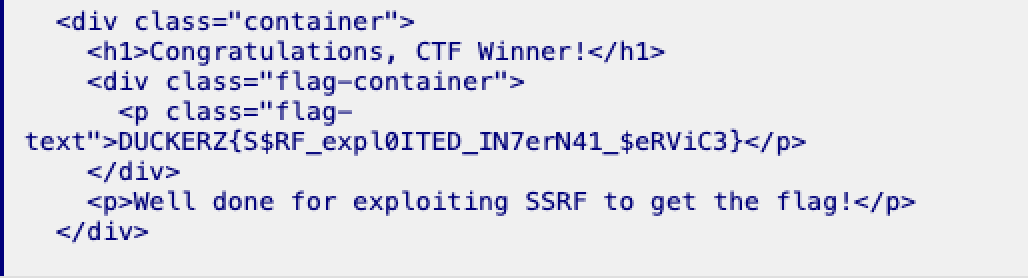 <div class="container">
<h1>Congratulations, CTF Winner!</h1>
<div class="flag-container">
<p class="flag-
text">DUCKERZ{S$RF_expl0ITED_IN7erN41_$eRViC3}</p>
</div>
<p>Well done for exploiting SSRF to get the flag!</p>
</div>